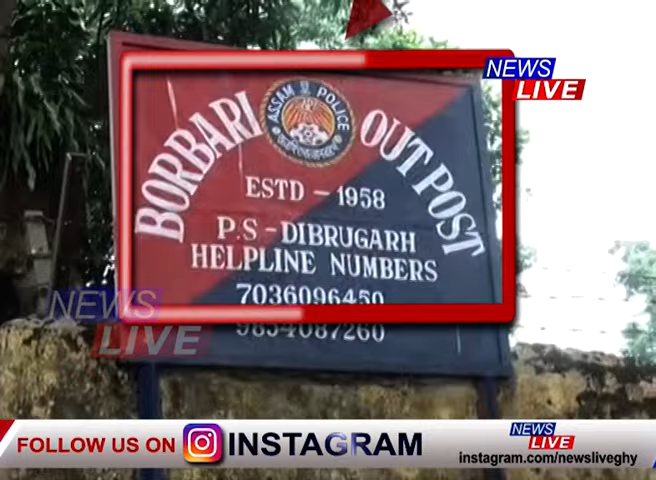 NEWS
LIVE
BORBARI OUT POST
ASSAM POLICE
ESTD - 1958
P.S - DIBRUGARH
HELPLINE NUMBERS
7036096450
9854087260
NEWS
LIVE
FOLLOW US ON INSTAGRAM
NEWS
LIVE
instagram.com/newsliveghy